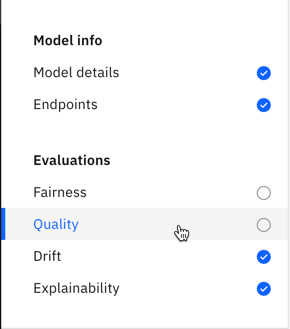 Model info
Model details
Endpoints
Evaluations
Fairness
Quality
Drift
Explainability